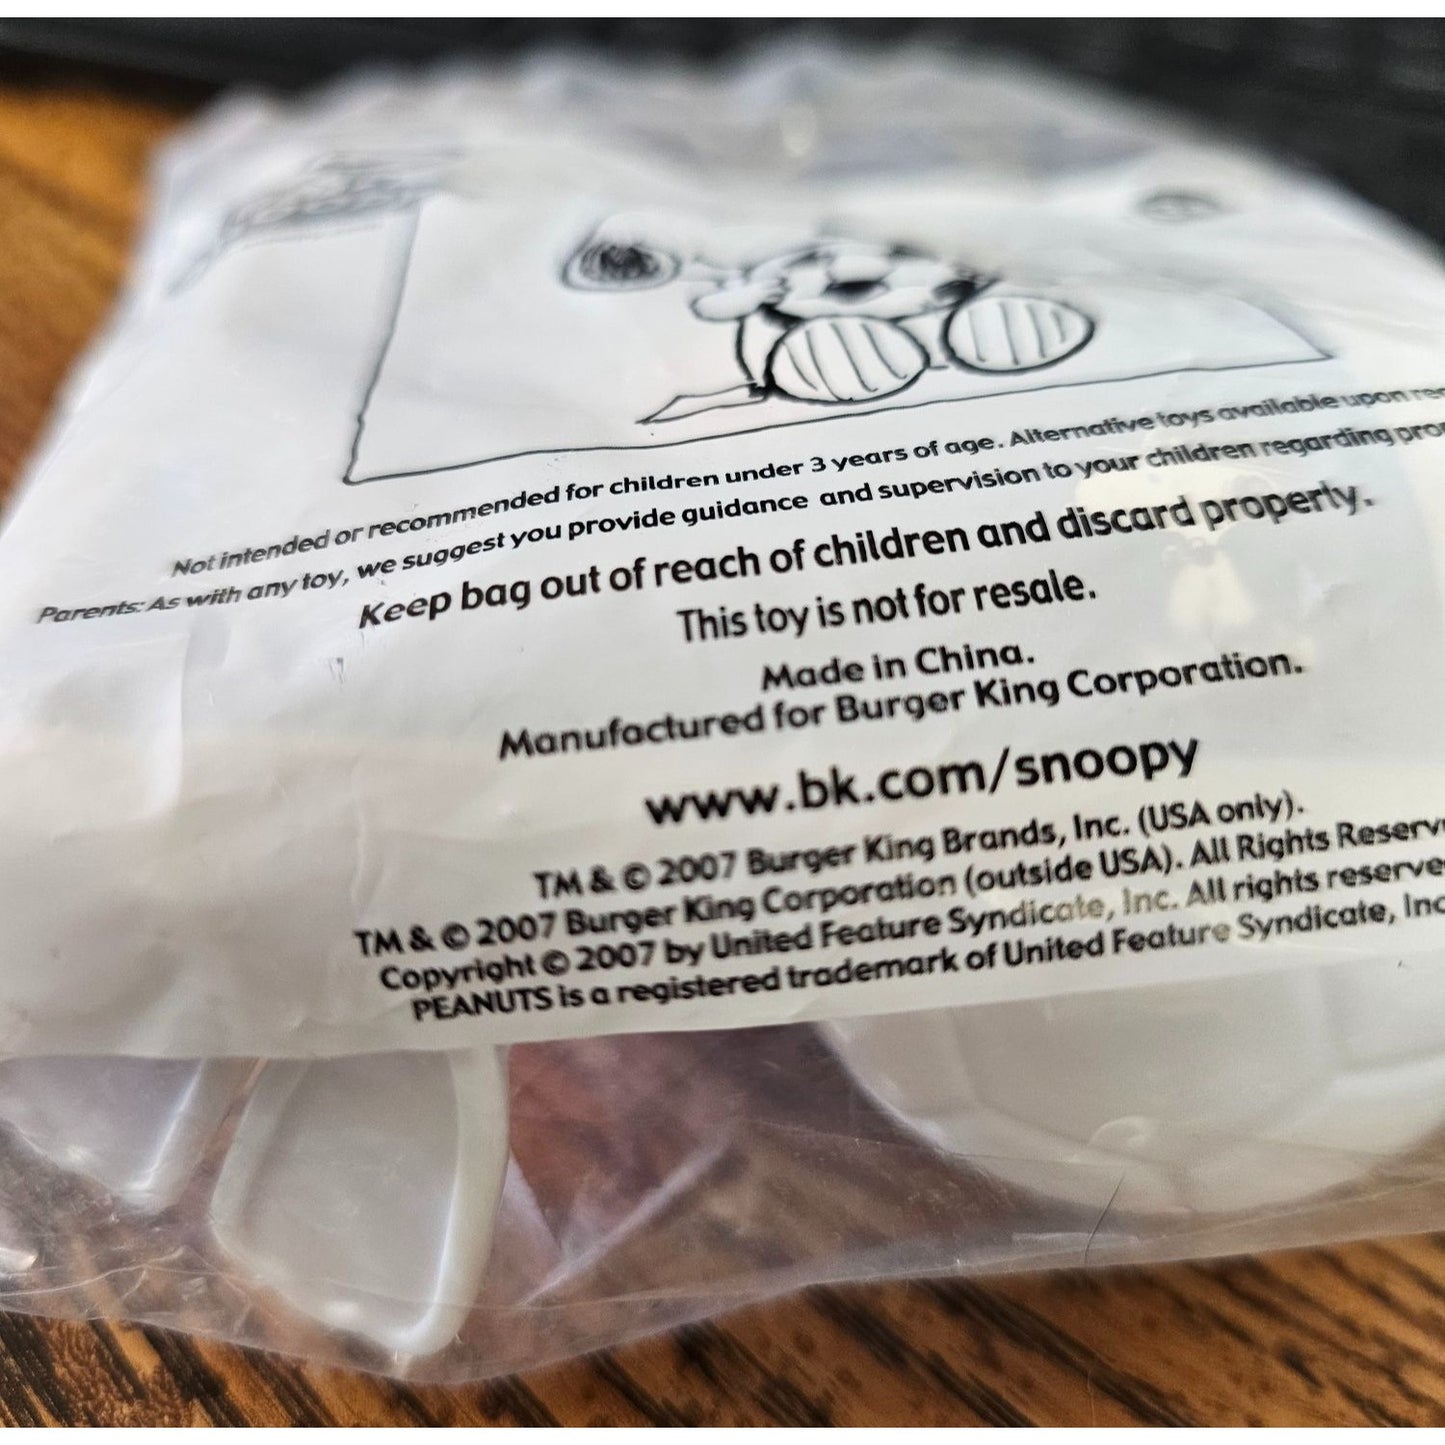 Not intended or recommended for children under 3 years of age. Alternative toys available upon
Parents: As with any toy, we suggest you provide guidance and supervision to your children regarding
Keep bag out of reach of children and discard properly.
This toy is not for resale.
Made in China.
Manufactured for Burger King Corporation.
www.bk.com/snoopy
TM & © 2007 Burger King Brands, Inc. (USA only).
TM & © 2007 Burger King Corporation (outside USA). All Rights
Copyright © 2007 by United Feature Syndicate, Inc. All rights
PEANUTS is a registered trademark of United Feature Syndicate, Inc